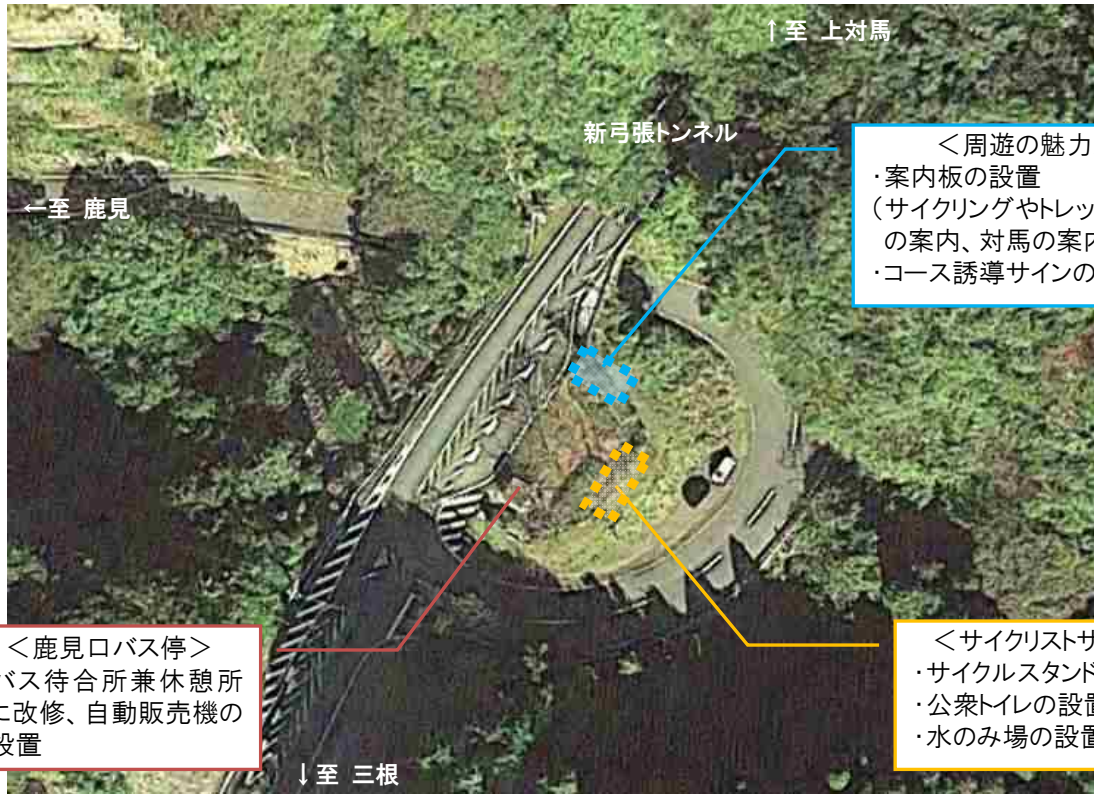 ↑至 上対馬
新弓張トンネル
←至 鹿見
<周遊の魅力
・案内板の設置
(サイクリングやトレッ
の案内、対馬の案内
・コース誘導サインの
<鹿見口バス停>
バス待合所兼休憩所
に改修、自動販売機の
設置
<サイクリストサ
・サイクルスタンド
・公衆トイレの設置
・水のみ場の設置
↓至 三根